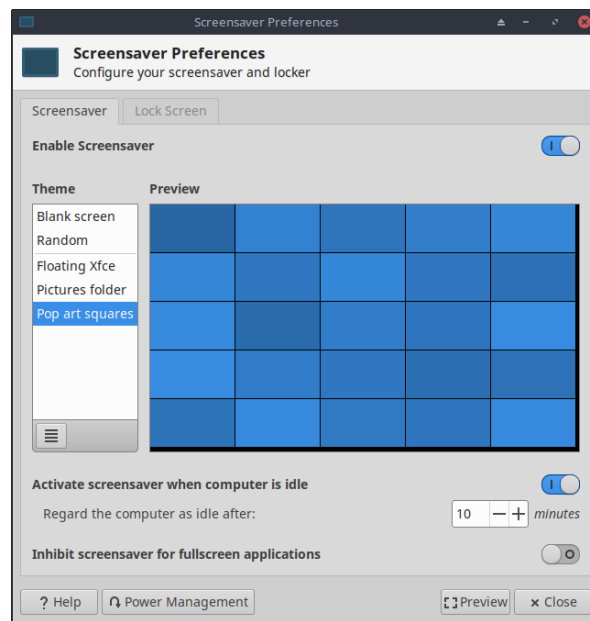 Screensaver Preferences
Screensaver Preferences
Configure your screensaver and locker
Screensaver
Lock Screen
Enable Screensaver
Theme
Preview
Blank screen
Random
Floating Xfce
Pictures folder
Pop art squares
Activate screensaver when computer is idle
Regard the computer as idle after:
10
minutes
Inhibit screensaver for fullscreen applications
? Help
Power Management
Preview
Close